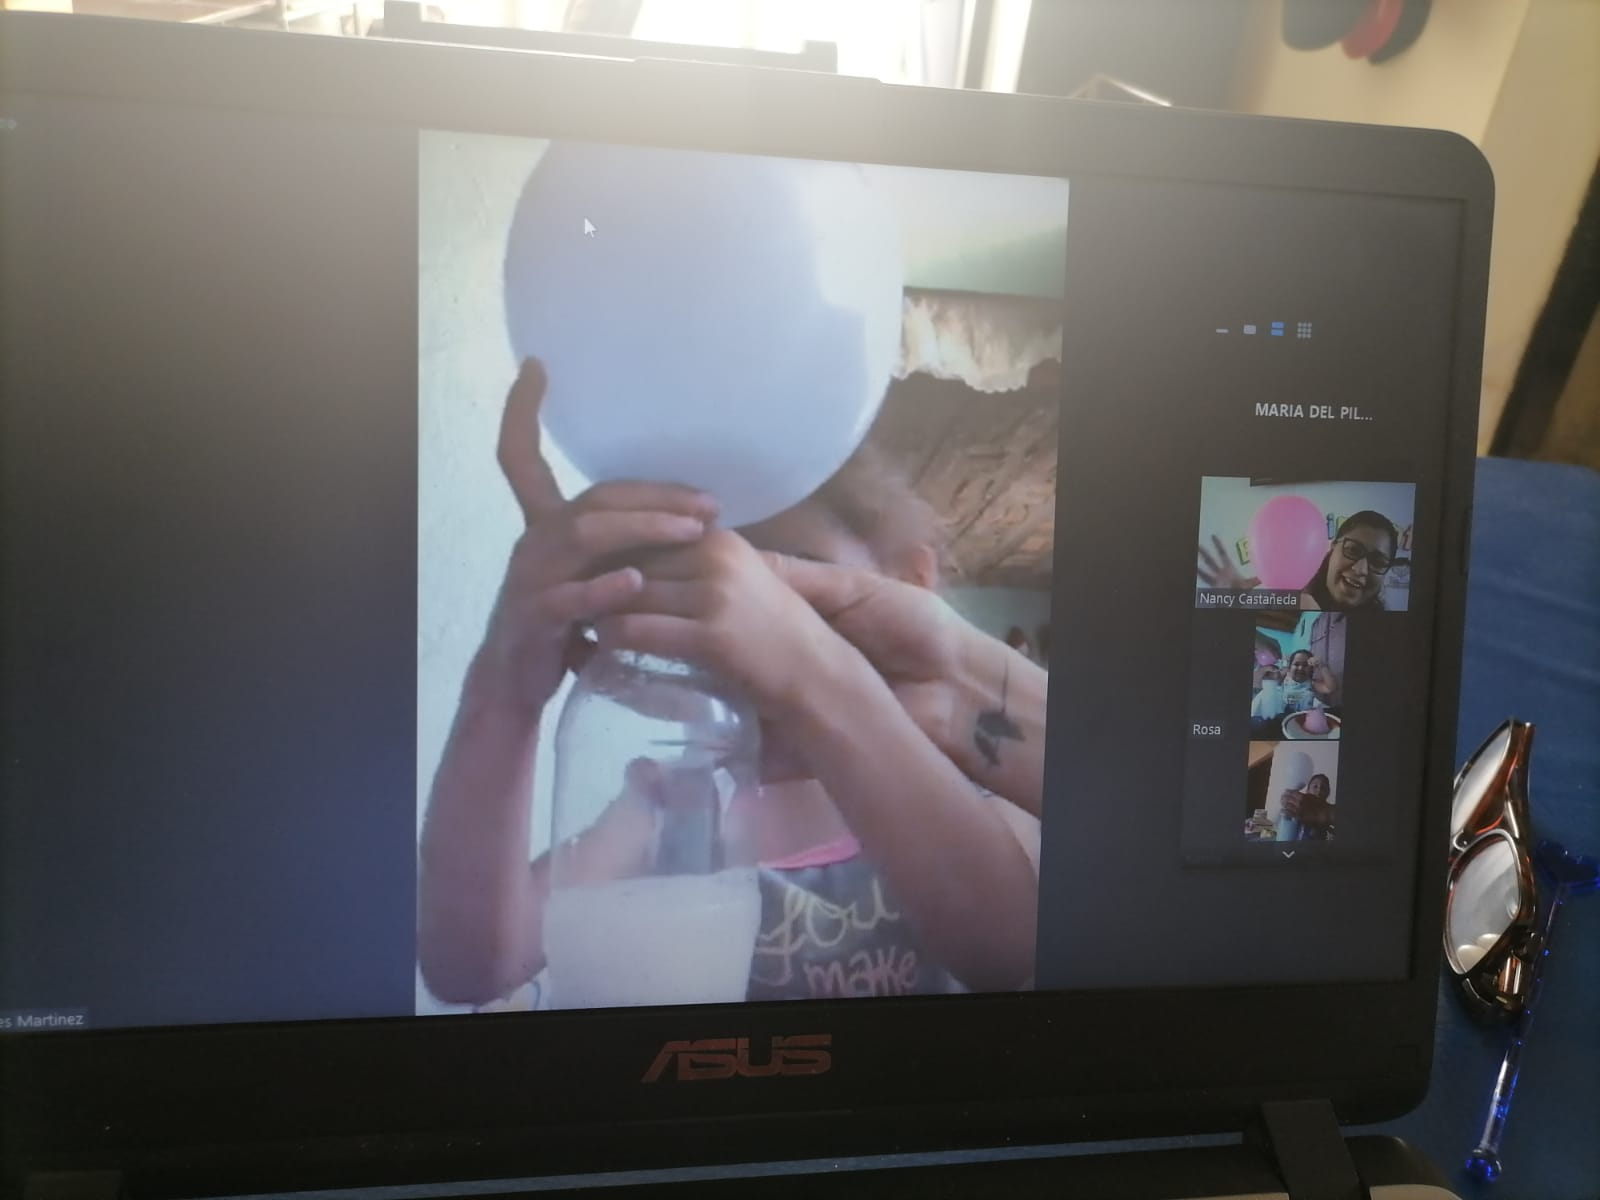 MARIA DEL PIL...
Nancy Castañeda
Rosa
You
make
es Martinez
ASUS